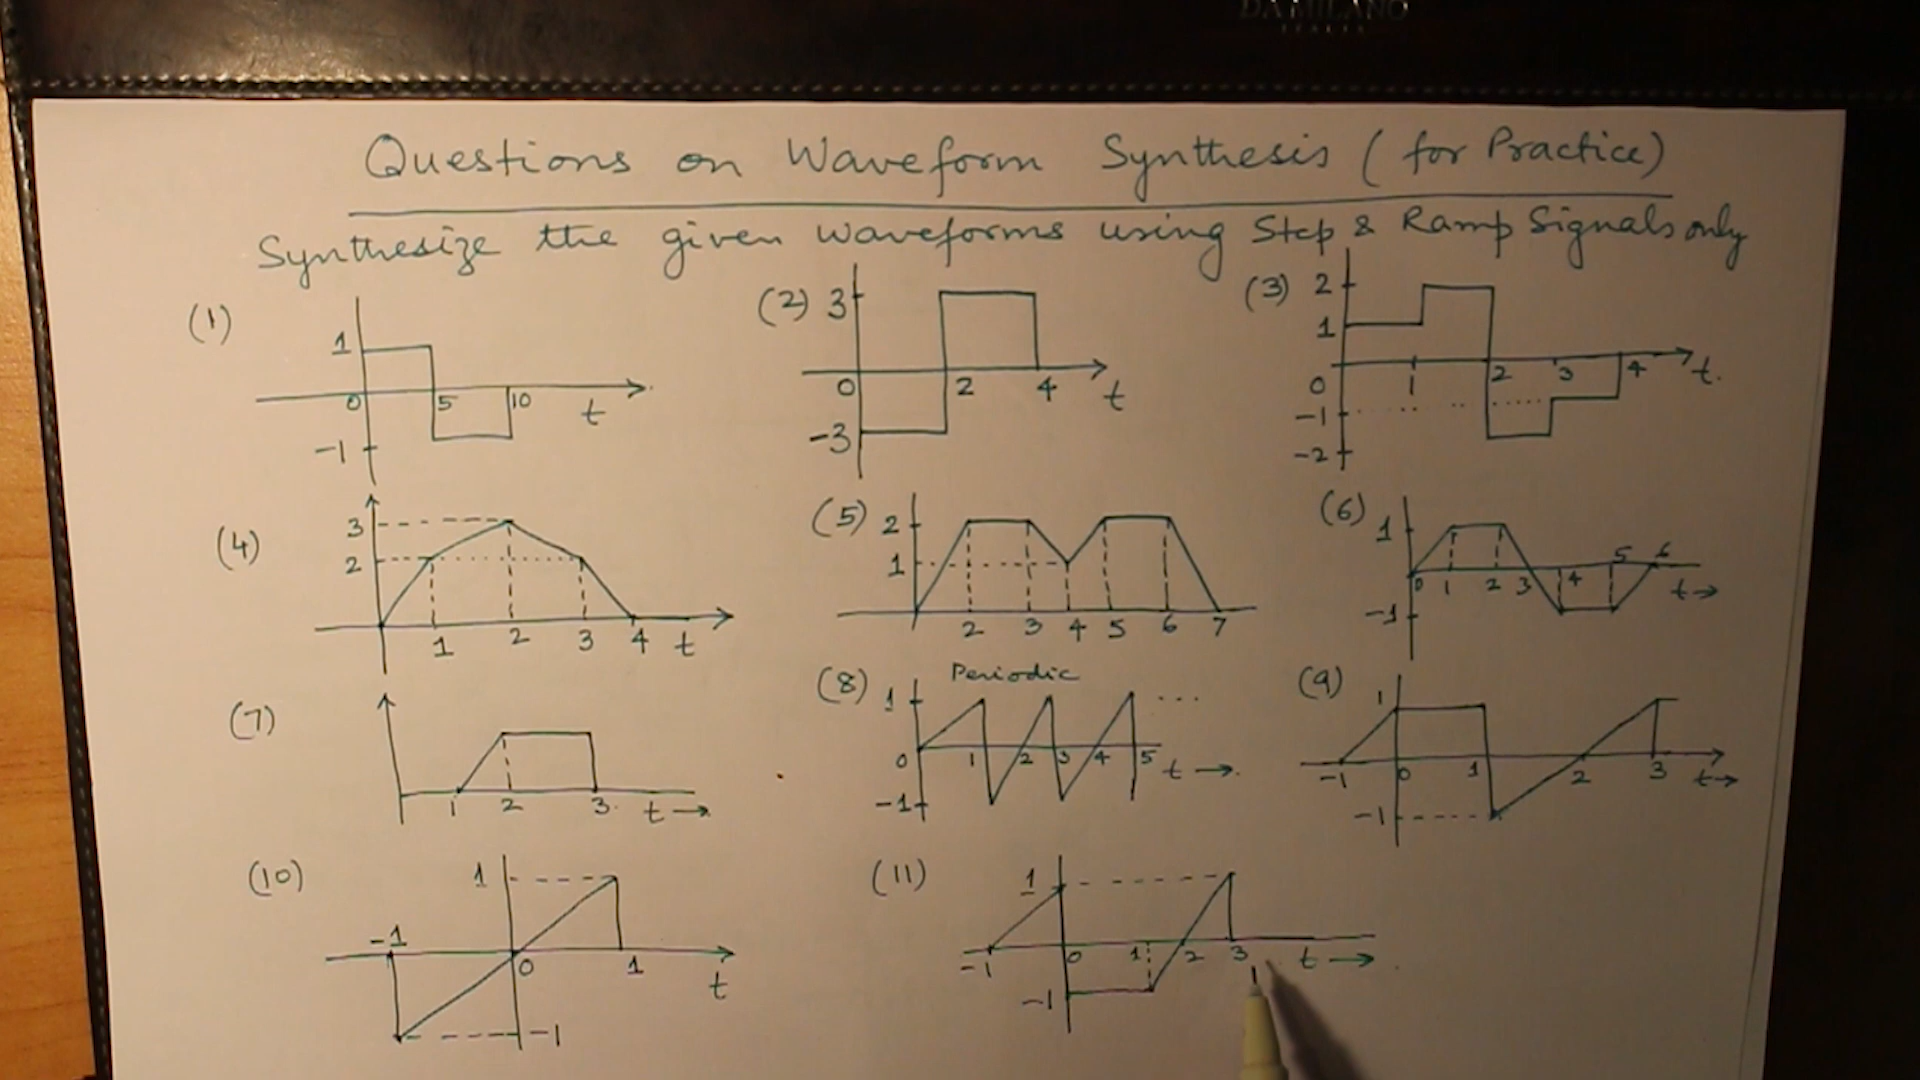 DA MILANO
ITALIA
Questions on Waveform Synthesis ( for Practice)
Synthesize the given waveforms using Step & Ramp Signals only
(1)
1
0 5 10 t
-1
(2) 3
0 2 4 t
-3
(3) 2
1
0 1 2 3 4 t.
-1
-2
(4) 3
2
1 2 3 4 t
(5) 2
1
2 3 4 5 6 7
(6) 1
0 1 2 3 4 5 6 t→
-1
(7)
1 2 3 t→
(8) Periodic
1 ...
0 1 2 3 4 5 t→
-1
(9) 1
-1 0 1 2 3 t→
-1
(10) 1
-1 0 1 t
-1
(11) 1
-1 0 1 2 3 t→
-1